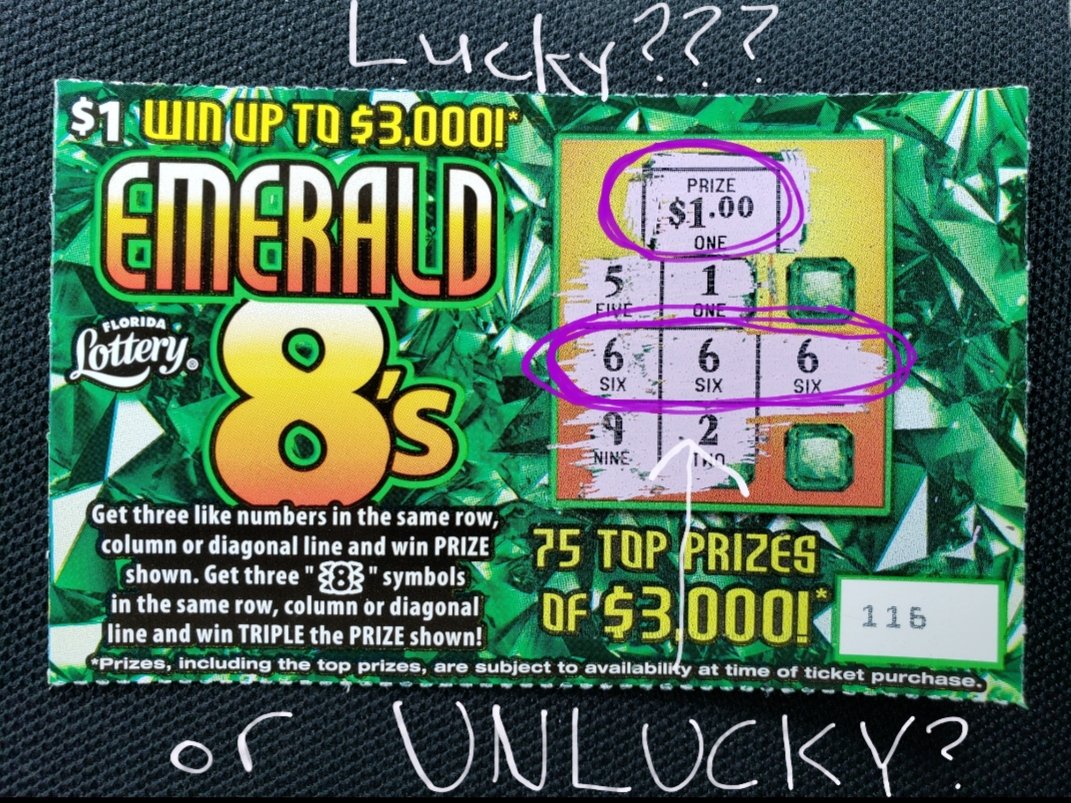 Lucky???
$1 WIN UP TO $3,000!*
EMERALD
8's
FLORIDA
Lottery®
PRIZE
$1.00
ONE
5 1
FIVE ONE
6 6 6
SIX SIX SIX
9 2
NINE TWO
Get three like numbers in the same row,
column or diagonal line and win PRIZE
shown. Get three "8" symbols
in the same row, column or diagonal
line and win TRIPLE the PRIZE shown!
75 TOP PRIZES
OF $3,000!*
116
*Prizes, including the top prizes, are subject to availability at time of ticket purchase.
or UNLUCKY?